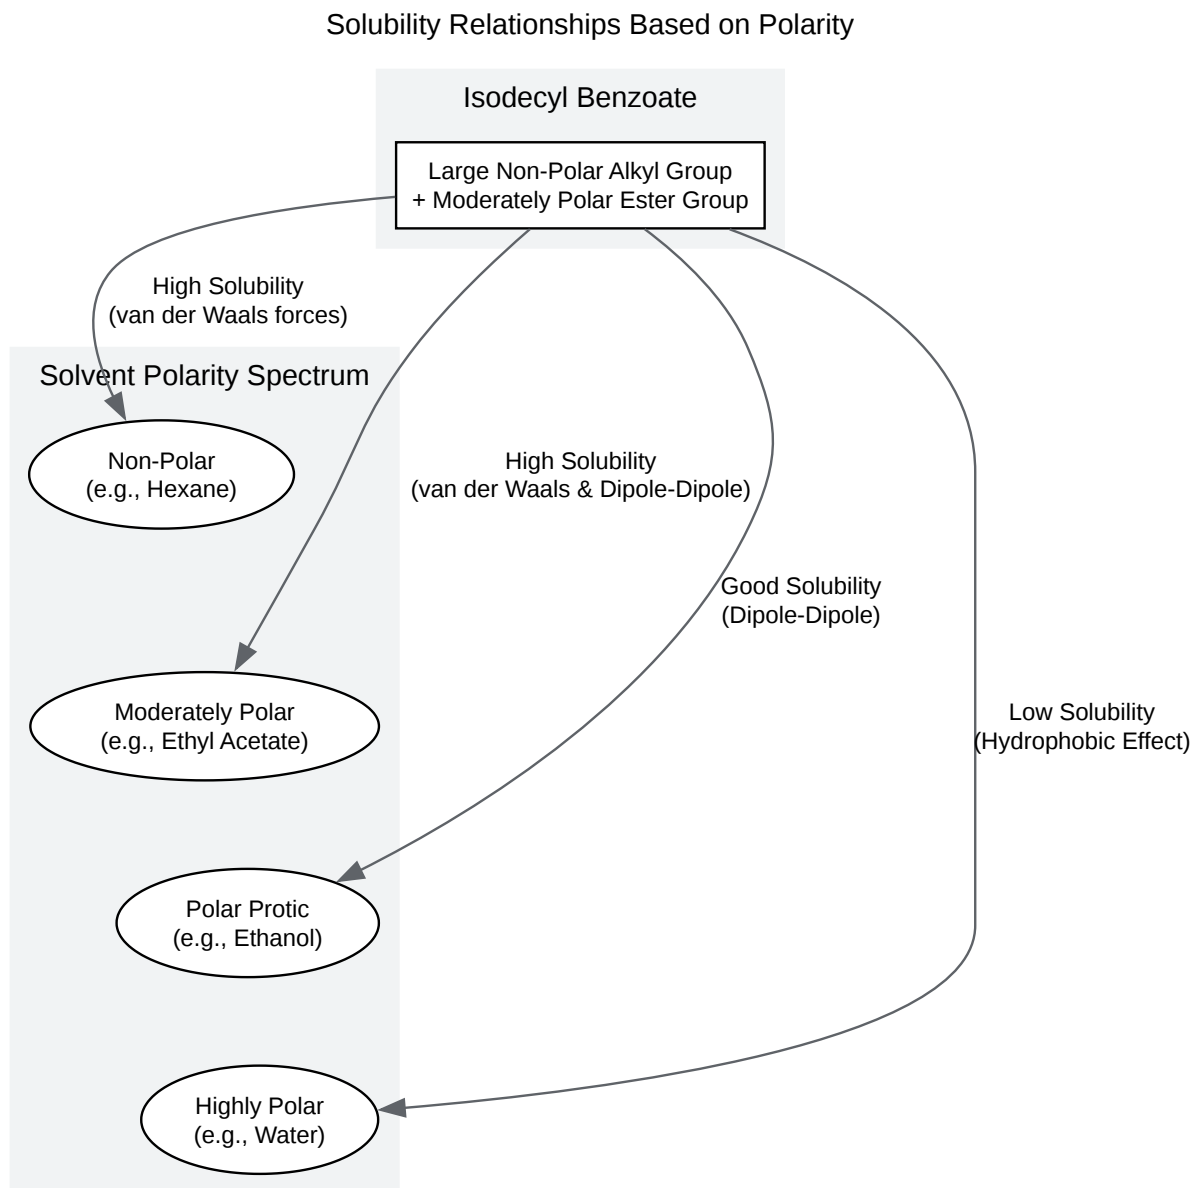 Solubility Relationships Based on Polarity
Isodecyl Benzoate
Large Non-Polar Alkyl Group
+ Moderately Polar Ester Group
High Solubility
(van der Waals forces)
Solvent Polarity Spectrum
Non-Polar
(e.g., Hexane)
High Solubility
(van der Waals & Dipole-Dipole)
Good Solubility
(Dipole-Dipole)
Moderately Polar
(e.g., Ethyl Acetate)
Low Solubility
(Hydrophobic Effect)
Polar Protic
(e.g., Ethanol)
Highly Polar
(e.g., Water)